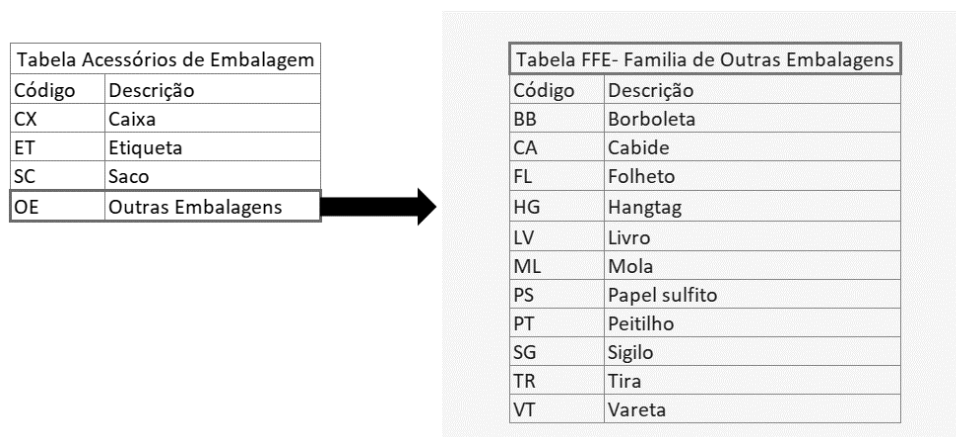 Tabela Acessórios de Embalagem
Código Descrição
CX Caixa
ET Etiqueta
SC Saco
OE Outras Embalagens
Tabela FFE- Familia de Outras Embalagens
Código Descrição
BB Borboleta
CA Cabide
FL Folheto
HG Hangtag
LV Livro
ML Mola
PS Papel sulfito
PT Peitilho
SG Sigilo
TR Tira
VT Vareta